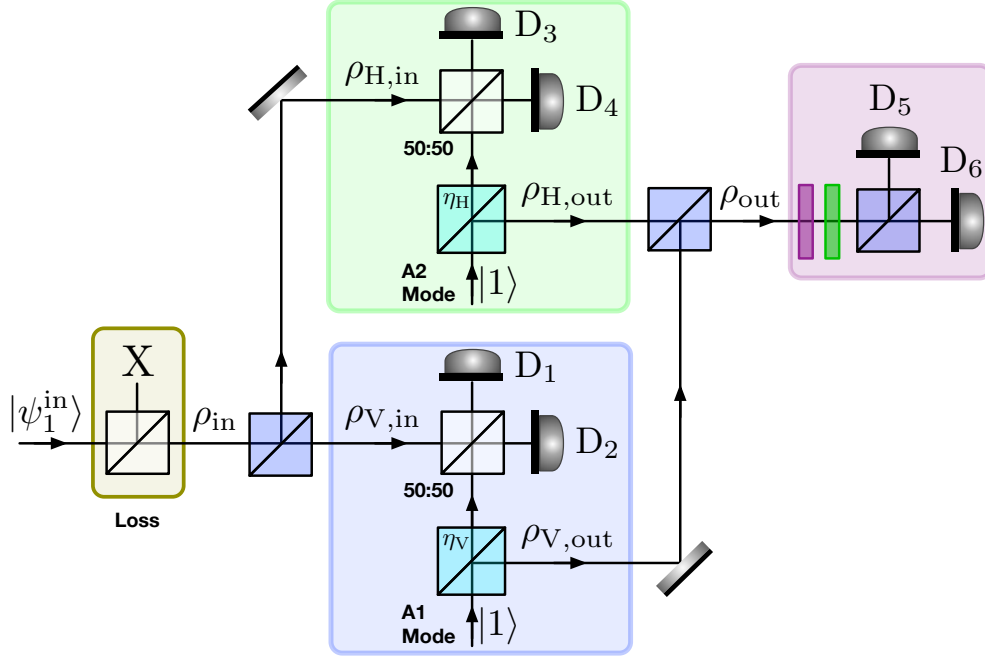 D₃
ρH,in
D₄
50:50
D₅
D₆
ηH
ρH,out
ρout
A2
Mode
|1⟩
X
D₁
|ψ₁ⁱⁿ⟩
ρin
ρV,in
D₂
50:50
Loss
ηV
ρV,out
A1
Mode
|1⟩